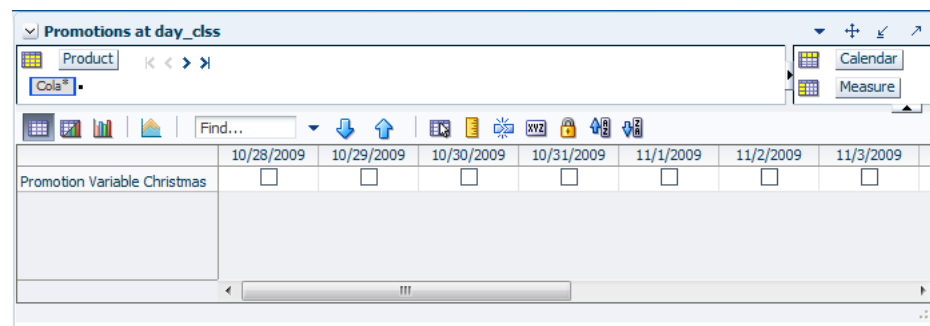 Promotions at day_clss
Product
Calendar
Cola*
Measure
Find...
XYZ
A
Z
Z
A
10/28/2009 10/29/2009 10/30/2009 10/31/2009 11/1/2009 11/2/2009 11/3/2009
Promotion Variable Christmas